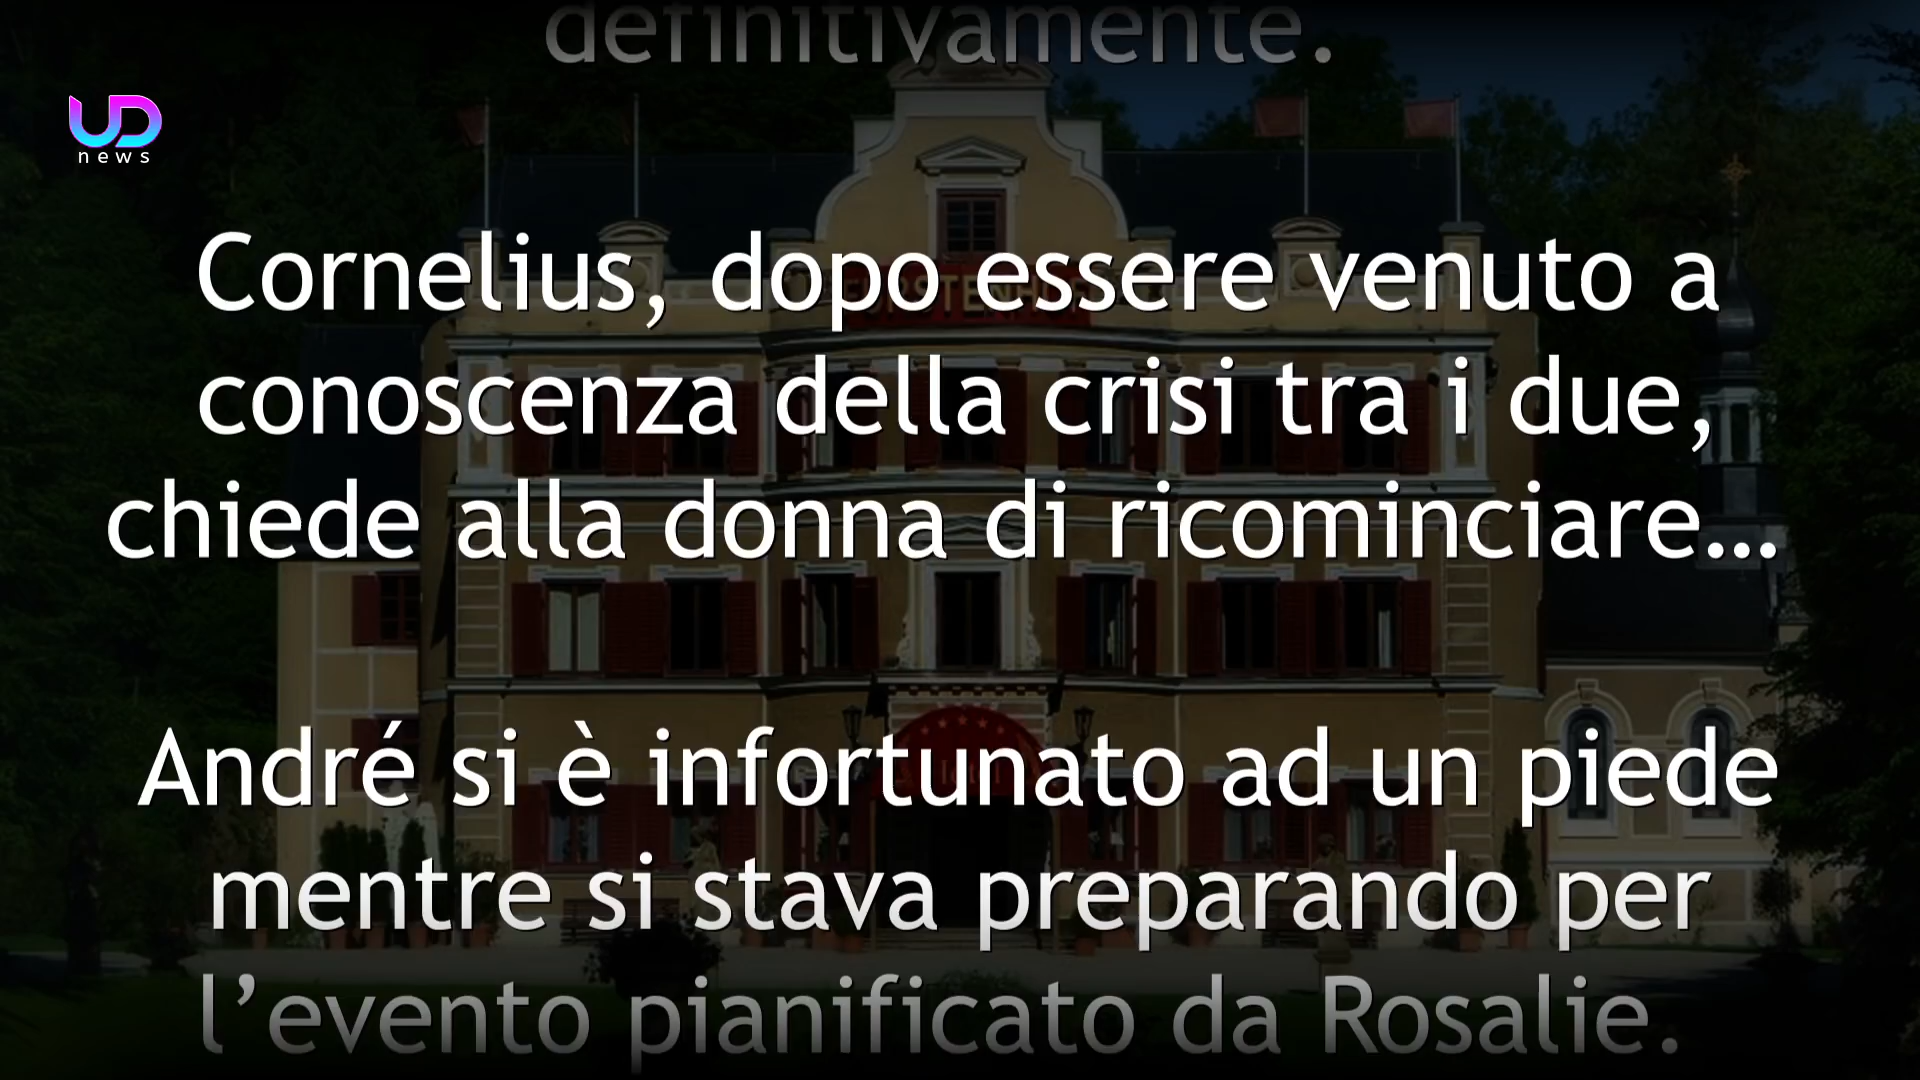 definitivamente.
UD
news
Cornelius, dopo essere venuto a
conoscenza della crisi tra i due,
chiede alla donna di ricominciare...
André si è infortunato ad un piede
mentre si stava preparando per
l’evento pianificato da Rosalie.